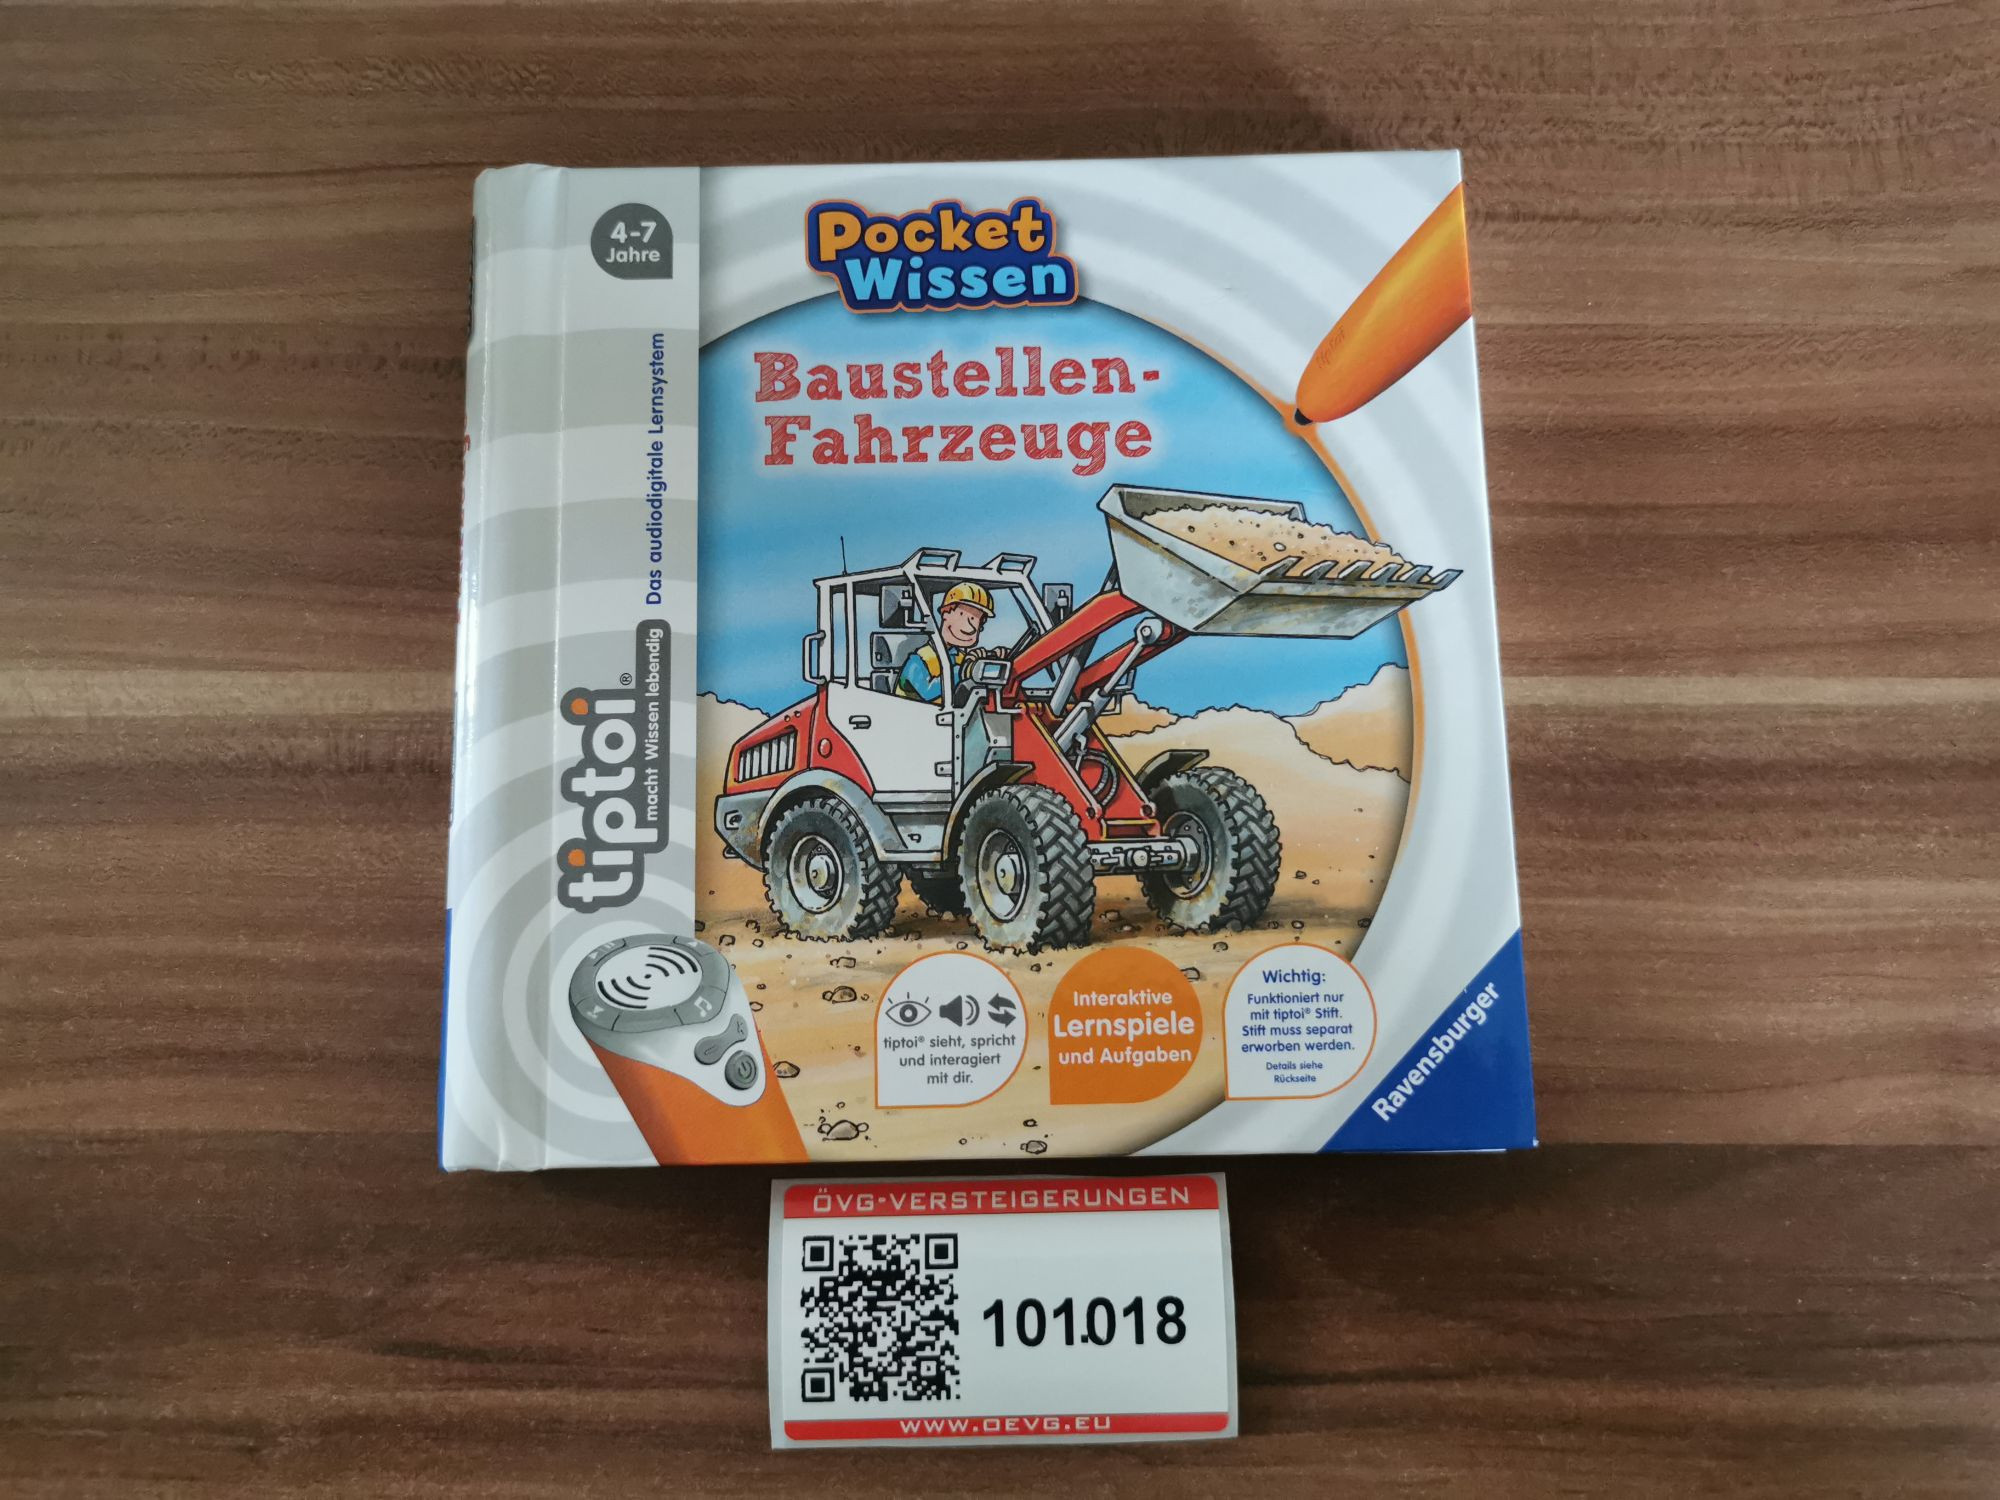 4-7
Jahre
Pocket
Wissen
Baustellen-
Fahrzeuge
Das audiodigitale Lernsystem
tiptoi®
macht Wissen lebendig
tiptoi® sieht, spricht
und interagiert
mit dir.
Interaktive
Lernspiele
und Aufgaben
Wichtig:
Funktioniert nur
mit tiptoi® Stift.
Stift muss separat
erworben werden.
Details siehe
Rückseite
Ravensburger
ÖVG-VERSTEIGERUNGEN
101.018
WWW.OEVG.EU